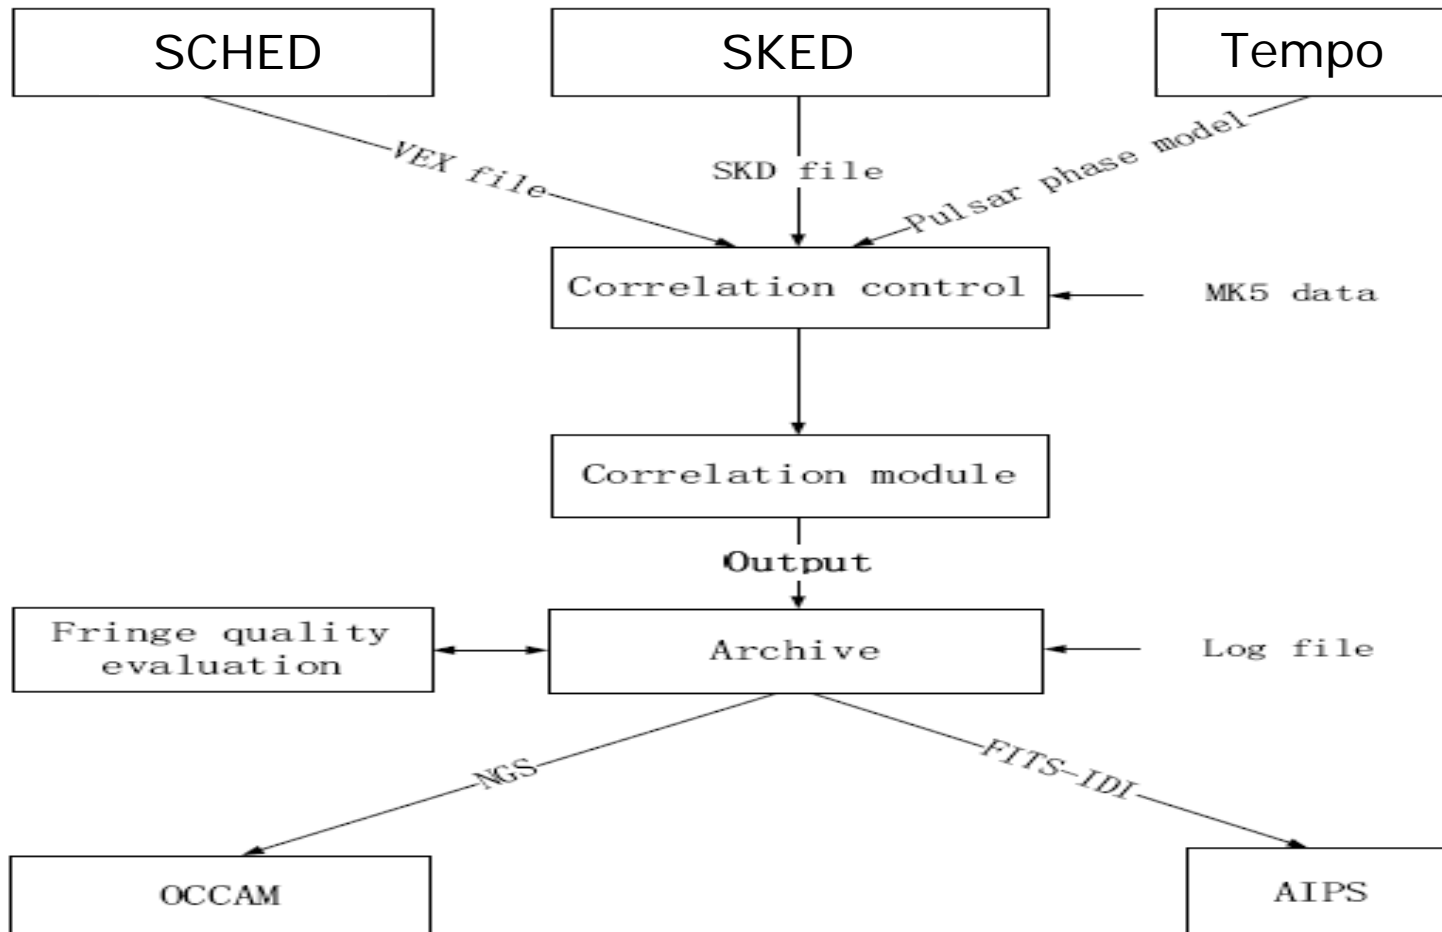 SCHED
SKED
Tempo
VEX file
SKD file
Pulsar phase model
Correlation control
MK5 data
Correlation module
Output
Fringe quality
evaluation
Archive
Log file
NGS
FITS-IDI
OCCAM
AIPS